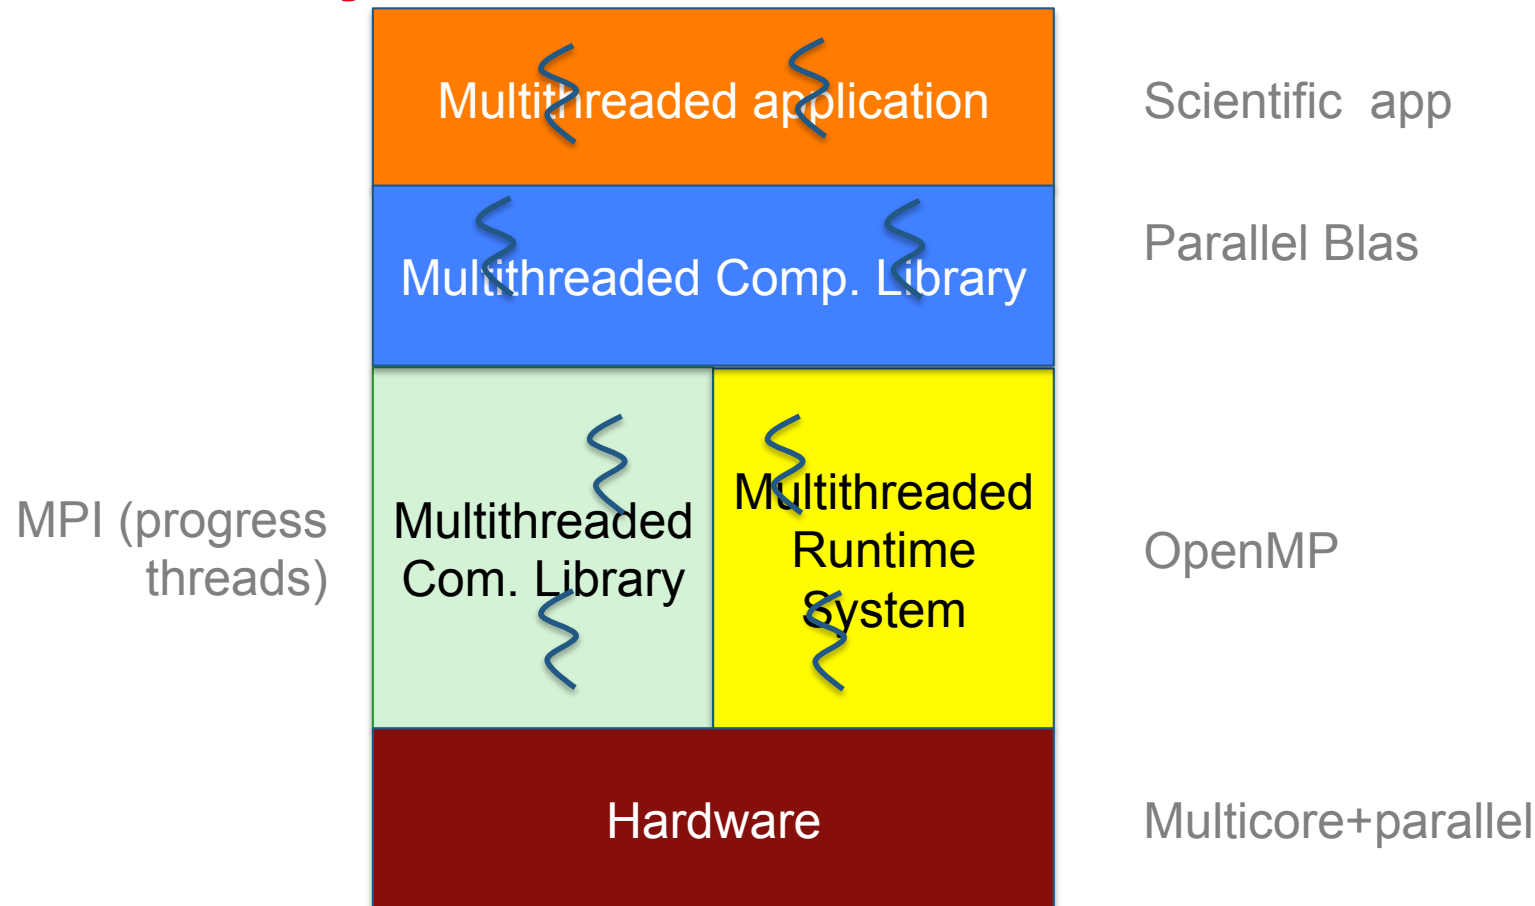 Multithreaded application
Scientific app
Multithreaded Comp. Library
Parallel Blas
MPI (progress
threads)
Multithreaded
Com. Library
Multithreaded
Runtime
System
OpenMP
Hardware
Multicore+parallel